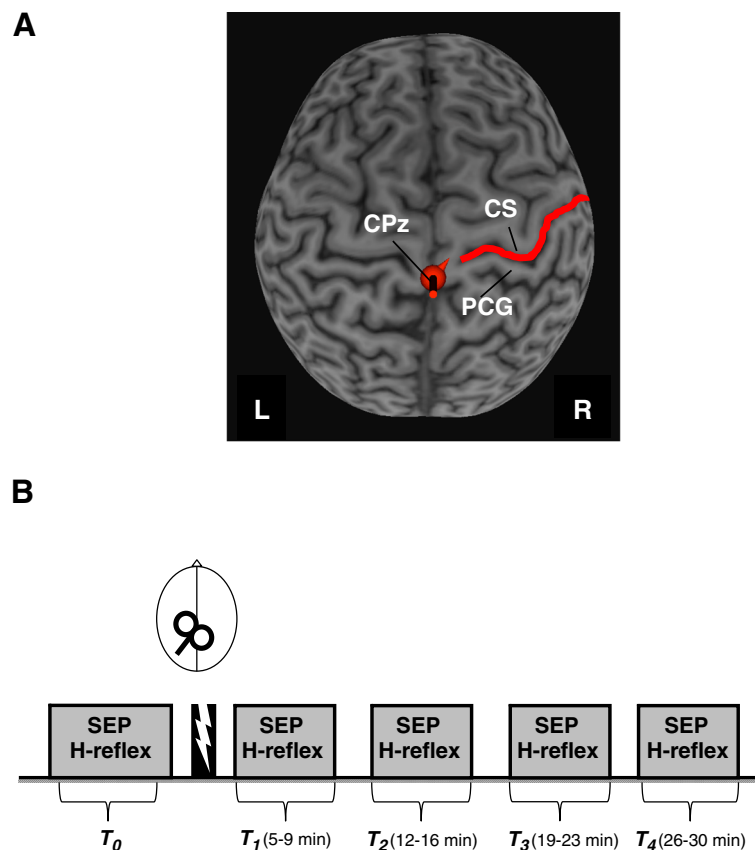 A
CPz
CS
PCG
L
R
B
SEP
H-reflex
SEP
H-reflex
SEP
H-reflex
SEP
H-reflex
SEP
H-reflex
T0
T1 (5-9 min)
T2 (12-16 min)
T3 (19-23 min)
T4 (26-30 min)